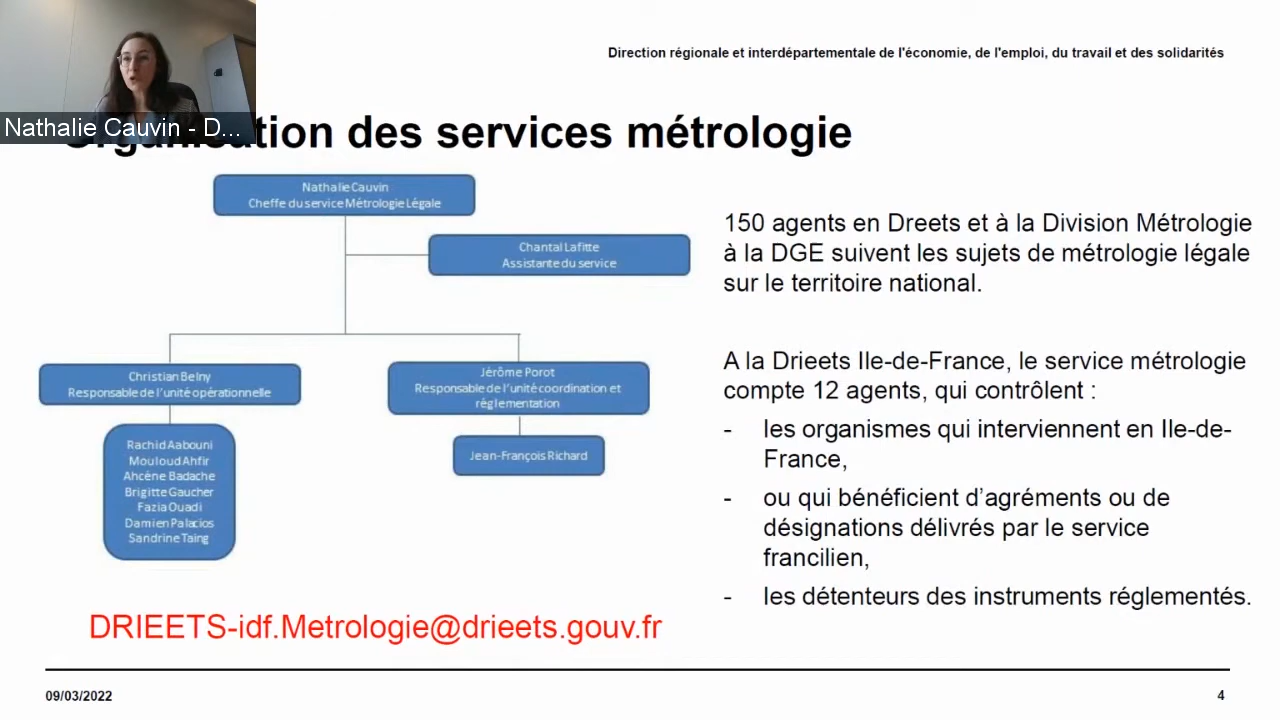 Direction régionale et interdépartementale de l'économie, de l'emploi, du travail et des solidarités
Nathalie Cauvin - D...
Organisation des services métrologie
Nathalie Cauvin
Cheffe du service Métrologie Légale
Chantal Lafitte
Assistante du service
Christian Belny
Responsable de l'unité opérationnelle
Jérôme Porot
Responsable de l'unité coordination et
réglementation
Rachid Aabouni
Mouloud Ahfir
Ahcène Badache
Brigitte Gaucher
Fazia Ouadi
Damien Palacios
Sandrine Taing
Jean-François Richard
DRIEETS-idf.Metrologie@drieets.gouv.fr
150 agents en Dreets et à la Division Métrologie
à la DGE suivent les sujets de métrologie légale
sur le territoire national.
A la Drieets Ile-de-France, le service métrologie
compte 12 agents, qui contrôlent :
- les organismes qui interviennent en Ile-de-
France,
- ou qui bénéficient d'agréments ou de
désignations délivrés par le service
francilien,
- les détenteurs des instruments réglementés.
09/03/2022
4